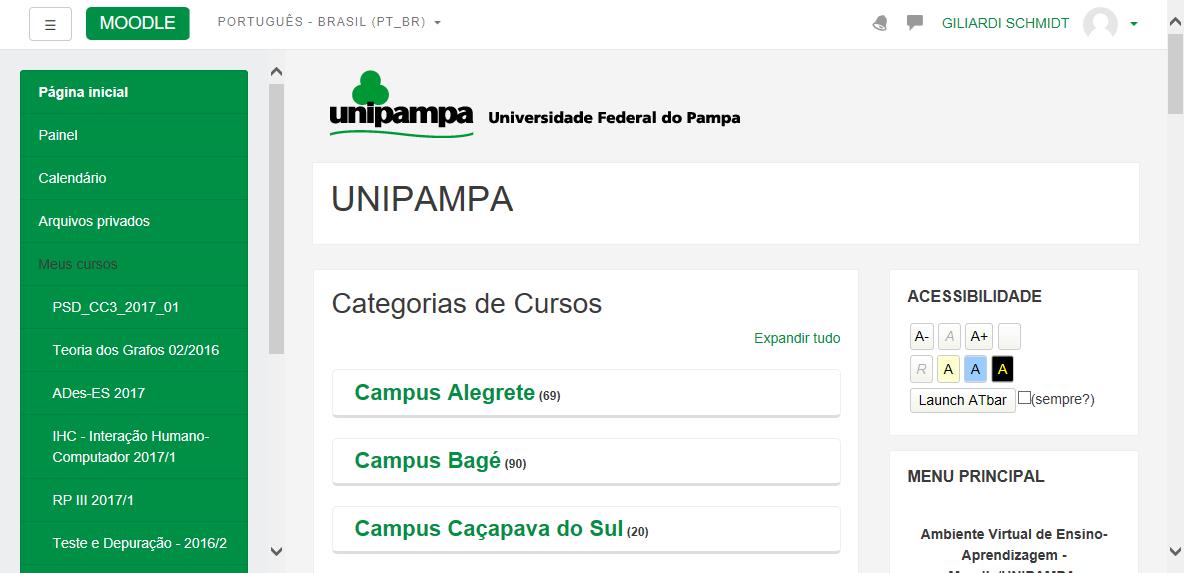 ☰ MOODLE PORTUGUÊS - BRASIL (PT_BR) GILIARDI SCHMIDT
Página inicial
Painel
Calendário
Arquivos privados
Meus cursos
PSD_CC3_2017_01
Teoria dos Grafos 02/2016
ADes-ES 2017
IHC - Interação Humano-
Computador 2017/1
RP III 2017/1
Teste e Depuração - 2016/2
unipampa Universidade Federal do Pampa
UNIPAMPA
Categorias de Cursos
Expandir tudo
Campus Alegrete (69)
Campus Bagé (90)
Campus Caçapava do Sul (20)
ACESSIBILIDADE
A- A A+
R A A A
Launch ATbar (sempre?)
MENU PRINCIPAL
Ambiente Virtual de Ensino-
Aprendizagem -